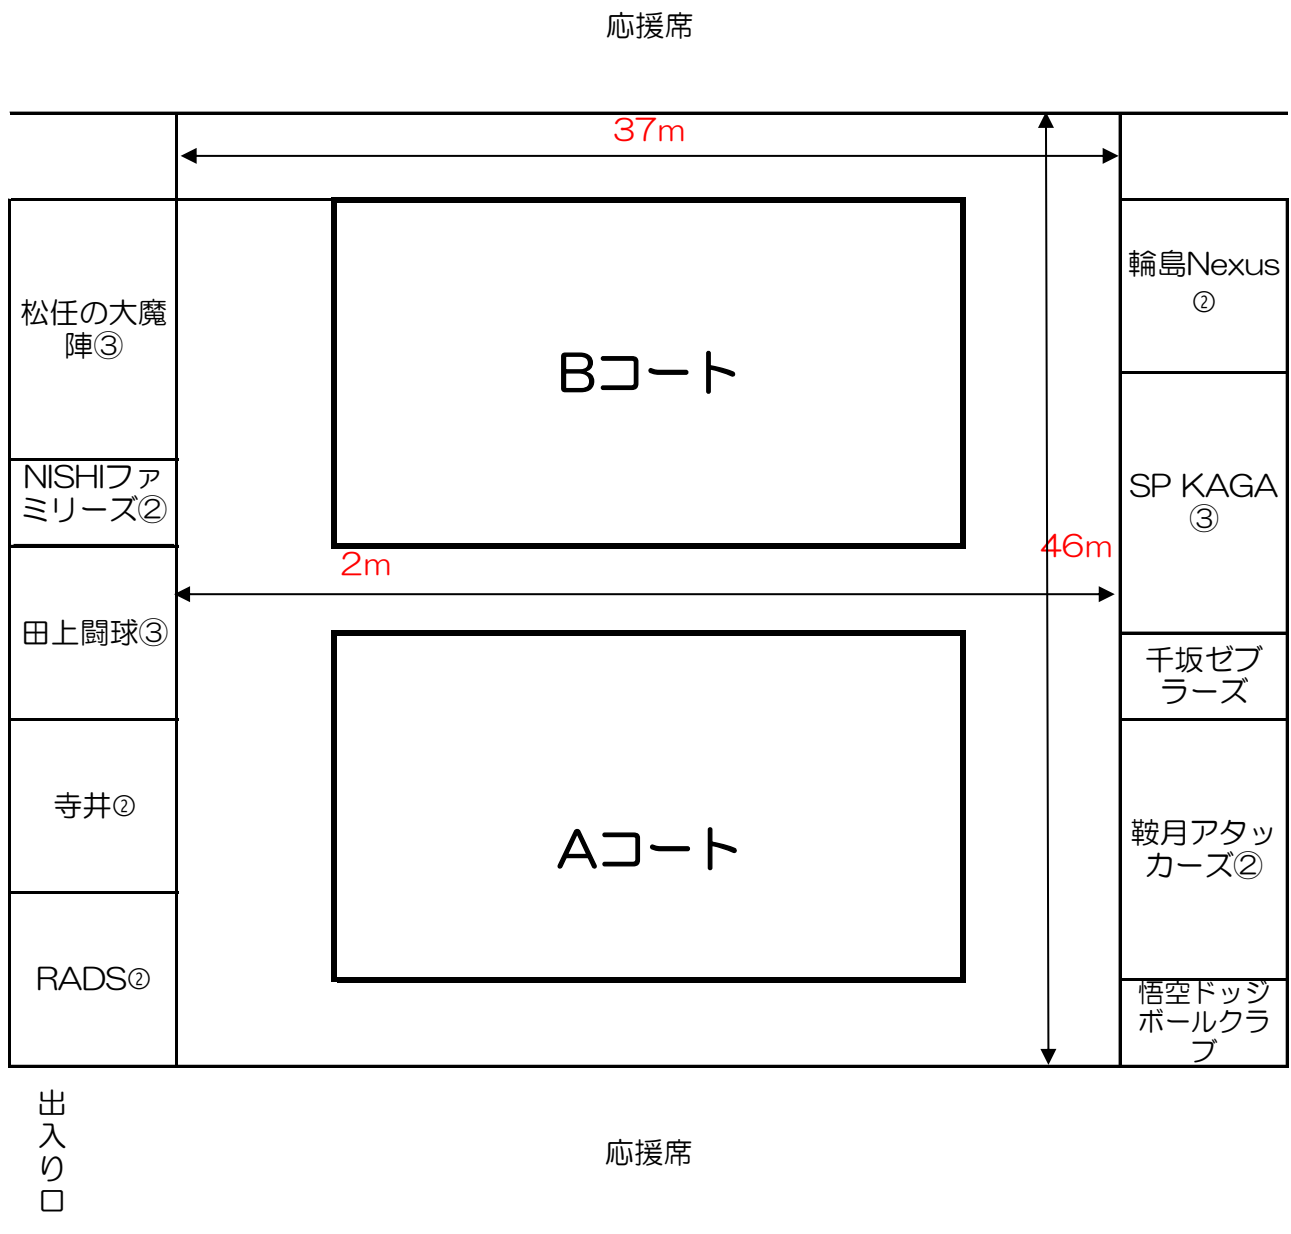 応援席
37m
松任の大魔
陣③
NISHIファ
ミリーズ②
田上闘球③
寺井②
RADS②
Bコート
2m
46m
Aコート
輪島Nexus
②
SP KAGA
③
千坂ゼブ
ラーズ
鞍月アタッ
カーズ②
悟空ドッジ
ボールクラ
ブ
出入り口
応援席